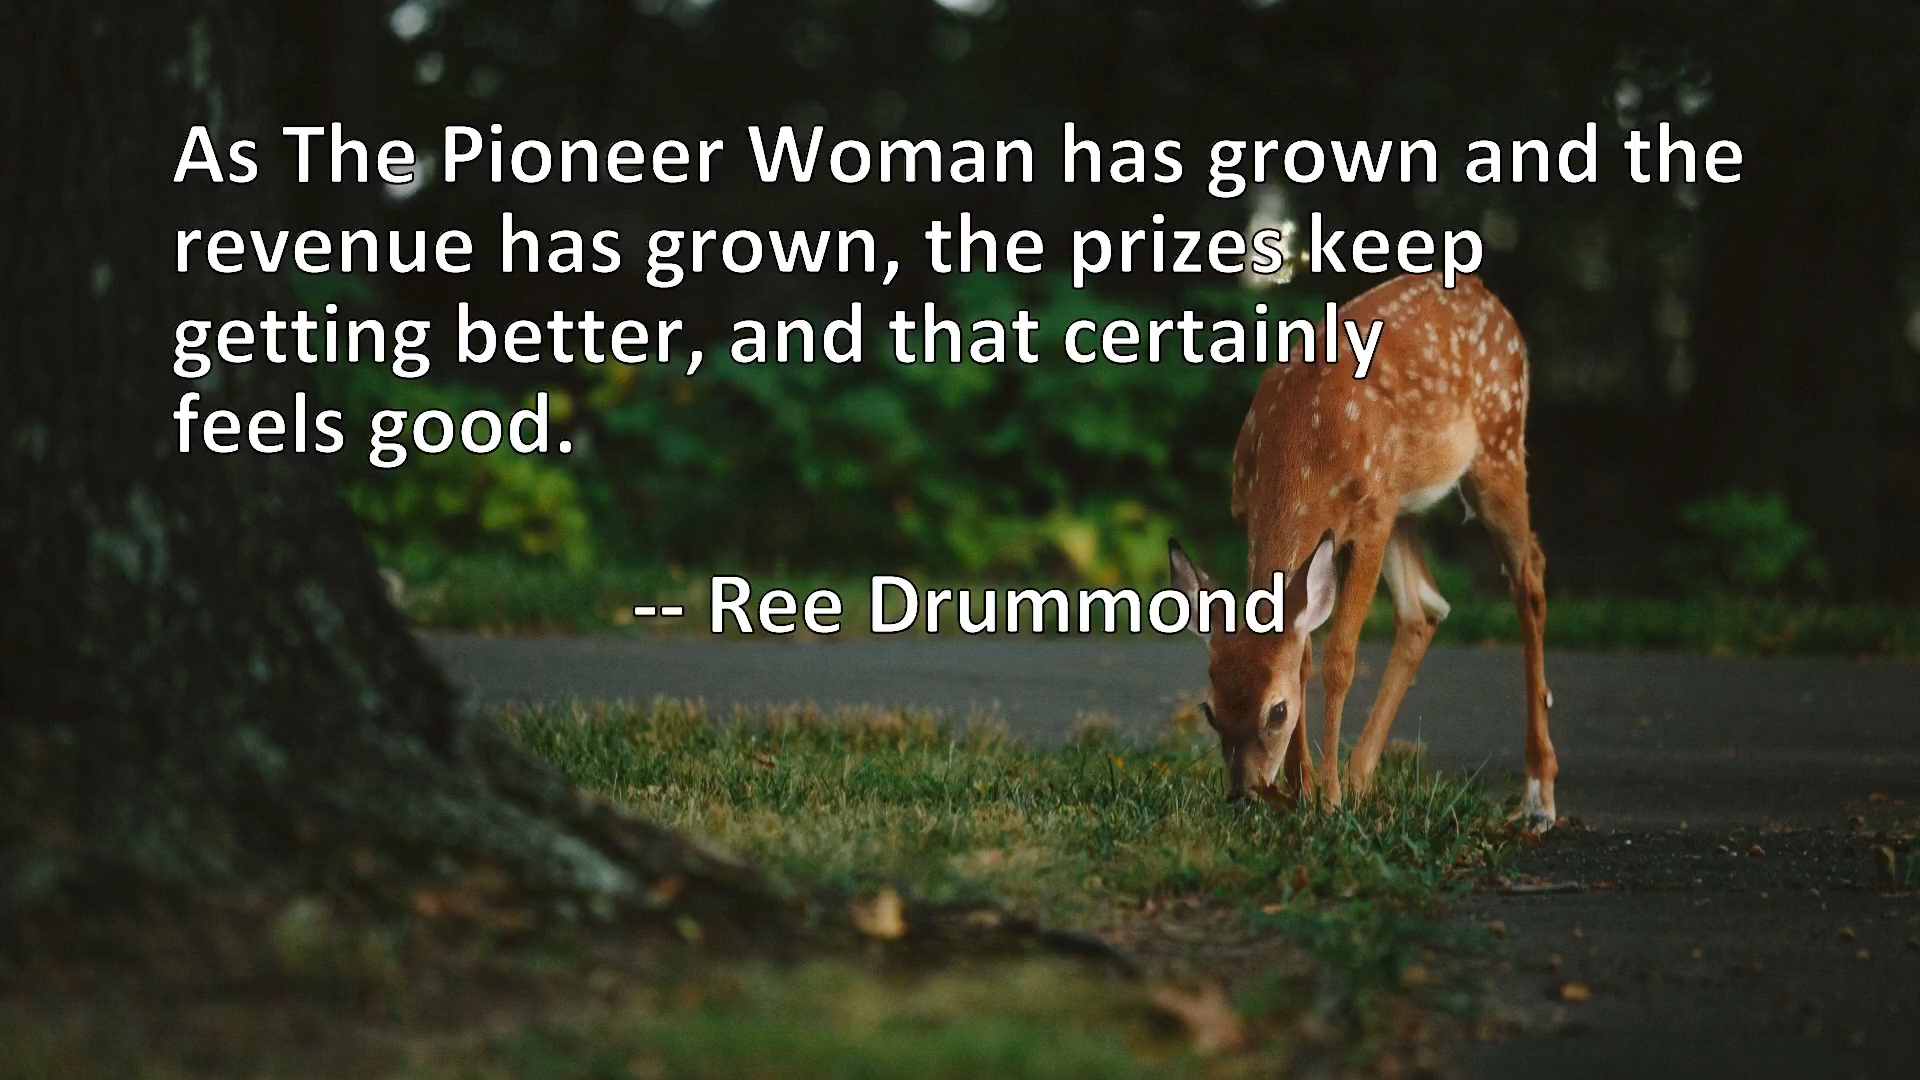 As The Pioneer Woman has grown and the
revenue has grown, the prizes keep
getting better, and that certainly
feels good.
-- Ree Drummond